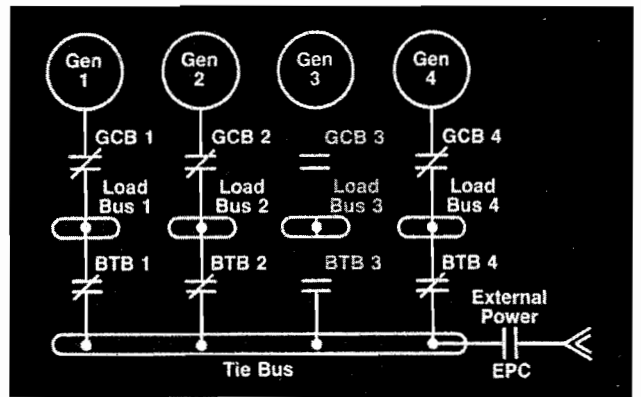 Gen 1
Gen 2
Gen 3
Gen 4
GCB 1
GCB 2
GCB 3
GCB 4
Load Bus 1
Load Bus 2
Load Bus 3
Load Bus 4
BTB 1
BTB 2
BTB 3
BTB 4
External Power
Tie Bus
EPC